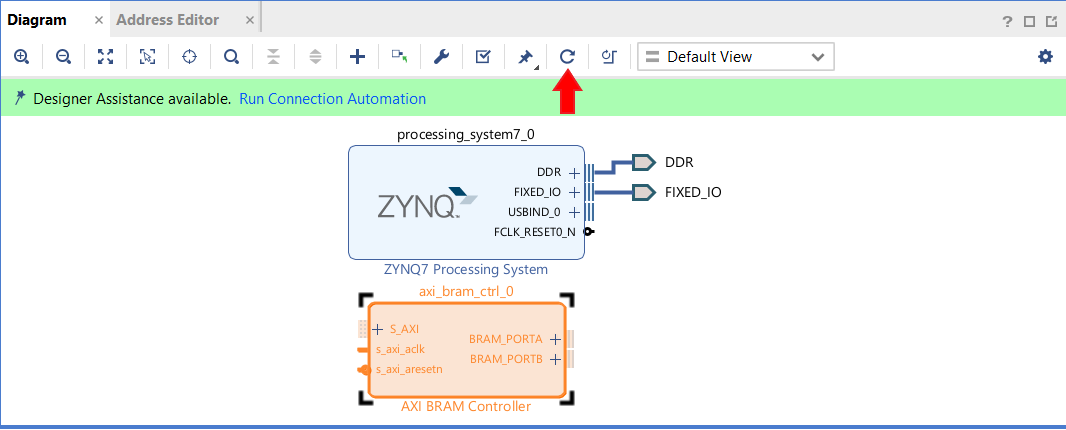 Diagram
Address Editor
Default View
Designer Assistance available. Run Connection Automation
processing_system7_0
DDR
FIXED_IO
USBIND_0
FCLK_RESET0_N
ZYNQ
DDR
FIXED_IO
ZYNQ7 Processing System
axi_bram_ctrl_0
S_AXI
s_axi_aclk
s_axi_aresetn
BRAM_PORTA
BRAM_PORTB
AXI BRAM Controller